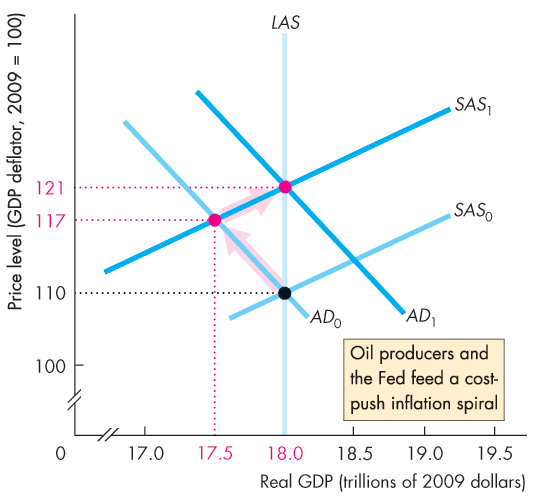 Price level (GDP deflator, 2009 = 100)
LAS
SAS1
121
117
SAS0
110
AD0
AD1
100
Oil producers and
the Fed feed a cost-
push inflation spiral
0
17.0
17.5
18.0
18.5
19.0
19.5
Real GDP (trillions of 2009 dollars)